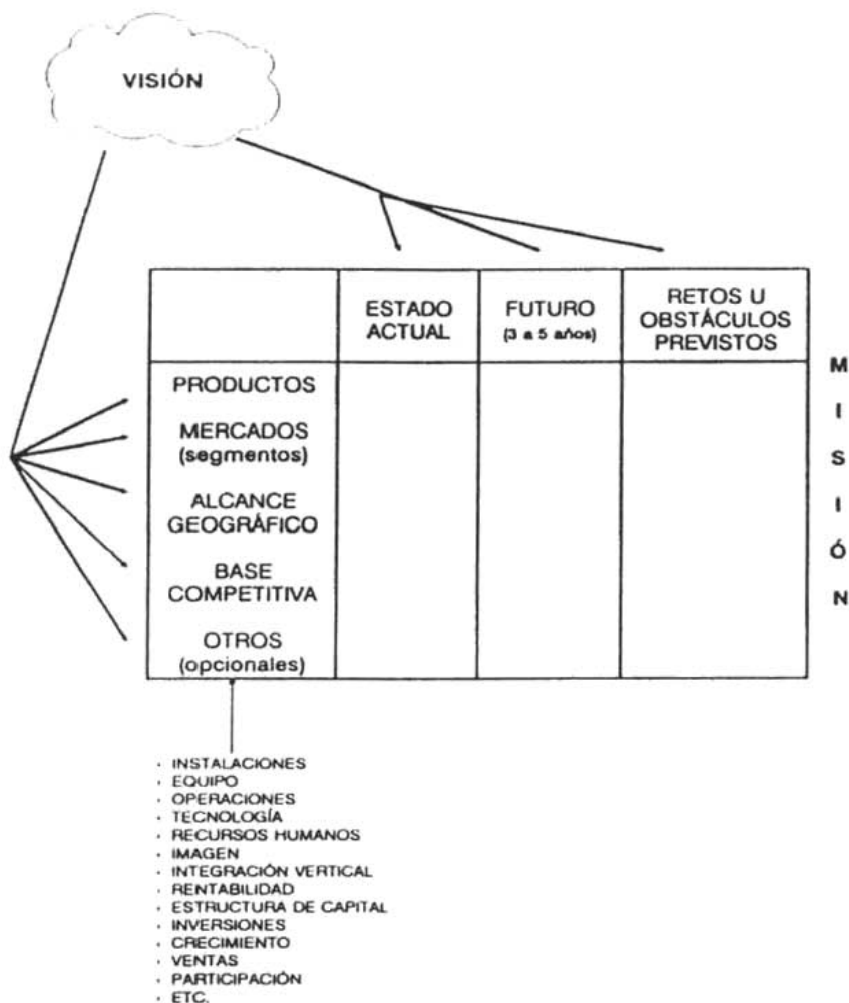 VISIÓN
ESTADO
ACTUAL
FUTURO
(3 a 5 años)
RETOS U
OBSTÁCULOS
PREVISTOS
PRODUCTOS
MERCADOS
(segmentos)
ALCANCE
GEOGRÁFICO
BASE
COMPETITIVA
OTROS
(opcionales)
M
I
S
I
Ó
N
· INSTALACIONES
· EQUIPO
· OPERACIONES
· TECNOLOGÍA
· RECURSOS HUMANOS
· IMAGEN
· INTEGRACIÓN VERTICAL
· RENTABILIDAD
· ESTRUCTURA DE CAPITAL
· INVERSIONES
· CRECIMIENTO
· VENTAS
· PARTICIPACIÓN
· ETC.